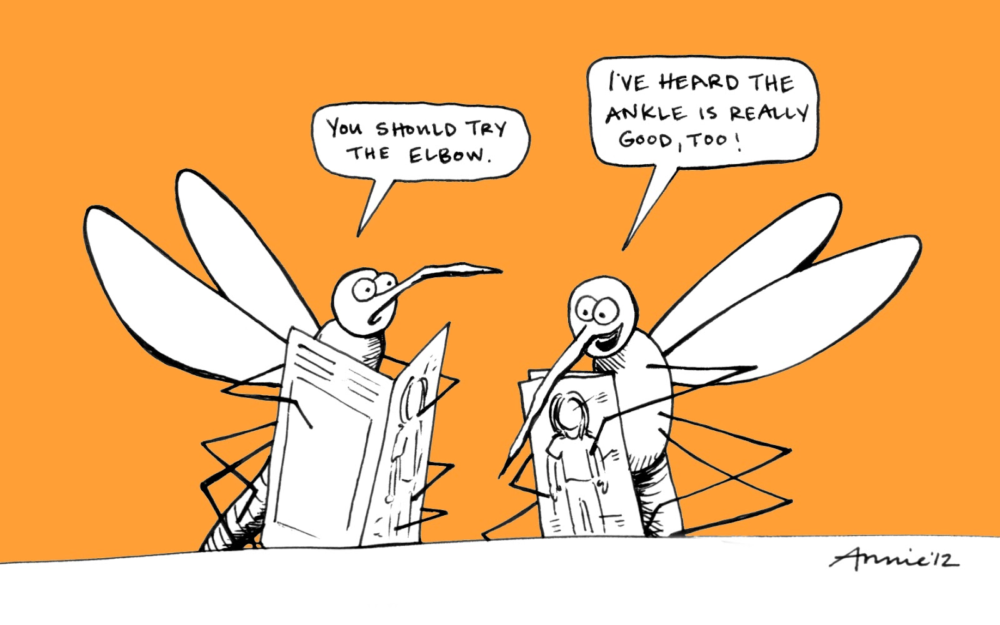 YOU SHOULD TRY
THE ELBOW.
I'VE HEARD THE
ANKLE IS REALLY
GOOD, TOO!
Annie '12